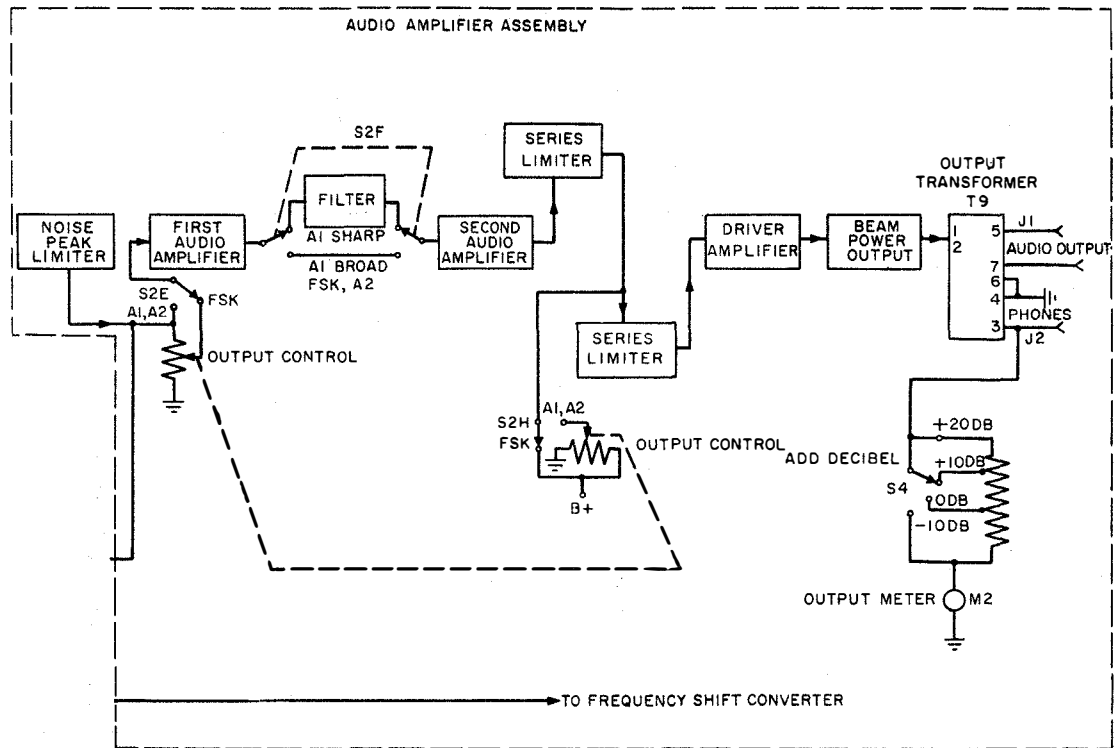 AUDIO AMPLIFIER ASSEMBLY
S2F
SERIES
LIMITER
OUTPUT
TRANSFORMER
T9
FILTER
NOISE
PEAK
LIMITER
FIRST
AUDIO
AMPLIFIER
A1 SHARP
SECOND
AUDIO
AMPLIFIER
DRIVER
AMPLIFIER
BEAM
POWER
OUTPUT
1
2
5
7
6
4
3
J1
AUDIO OUTPUT
PHONES
J2
A1 BROAD
FSK, A2
S2E
A1, A2
FSK
OUTPUT CONTROL
SERIES
LIMITER
S2H
A1, A2
FSK
OUTPUT CONTROL
B+
ADD DECIBEL
S4
+20DB
+10DB
0DB
-10DB
OUTPUT METER
M2
TO FREQUENCY SHIFT CONVERTER